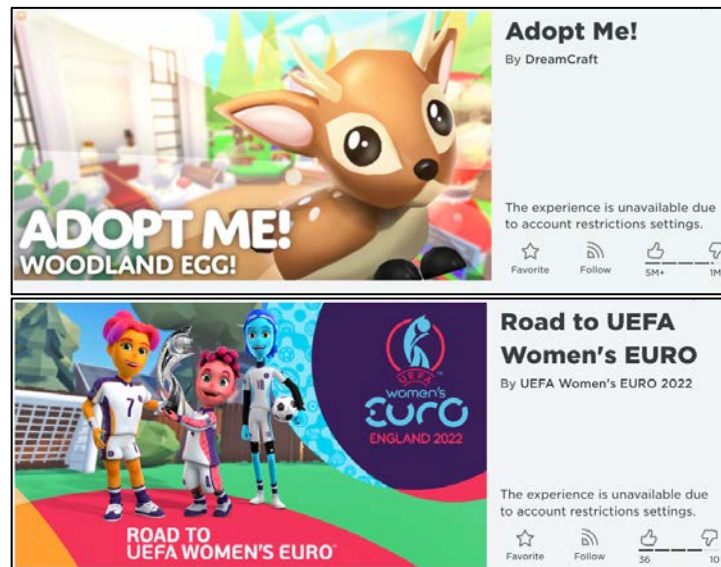 Adopt Me!
By DreamCraft
ADOPT ME!
WOODLAND EGG!
The experience is unavailable due
to account restrictions settings.
Favorite Follow 5M+ 1M
Road to UEFA
Women's EURO
By UEFA Women's EURO 2022
7
10
UEFA
women's
EURO
ENGLAND 2022
ROAD TO
UEFA WOMEN'S EURO
The experience is unavailable due
to account restrictions settings.
Favorite Follow 36 10